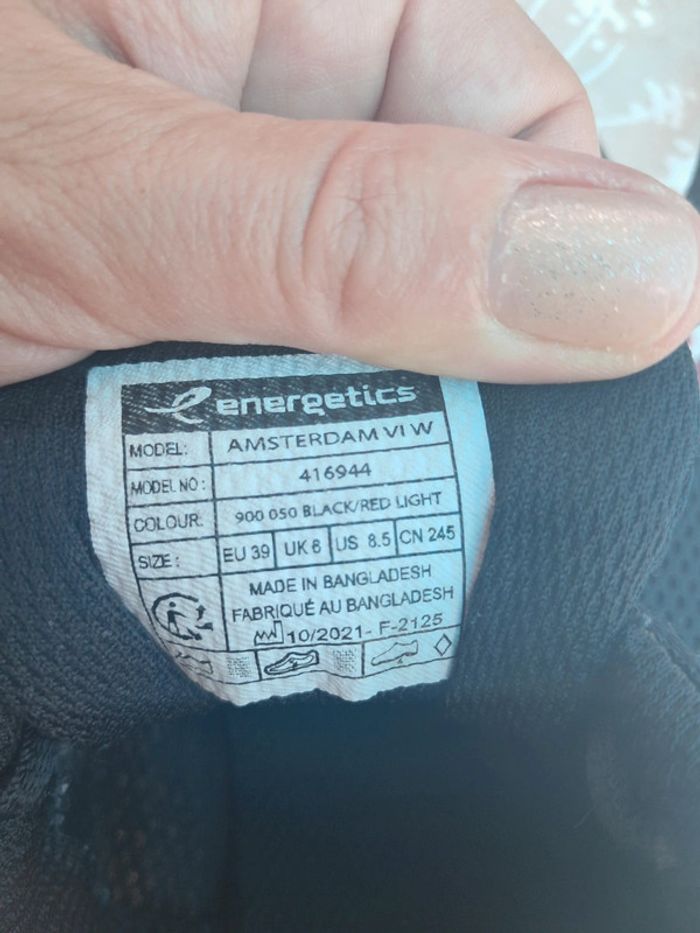 energetics
MODEL: AMSTERDAM VI W
MODEL NO: 416944
COLOUR: 900 050 BLACK/RED LIGHT
SIZE: EU 39 UK 6 US 8.5 CN 245
MADE IN BANGLADESH
FABRIQUÉ AU BANGLADESH
10/2021- F-2125